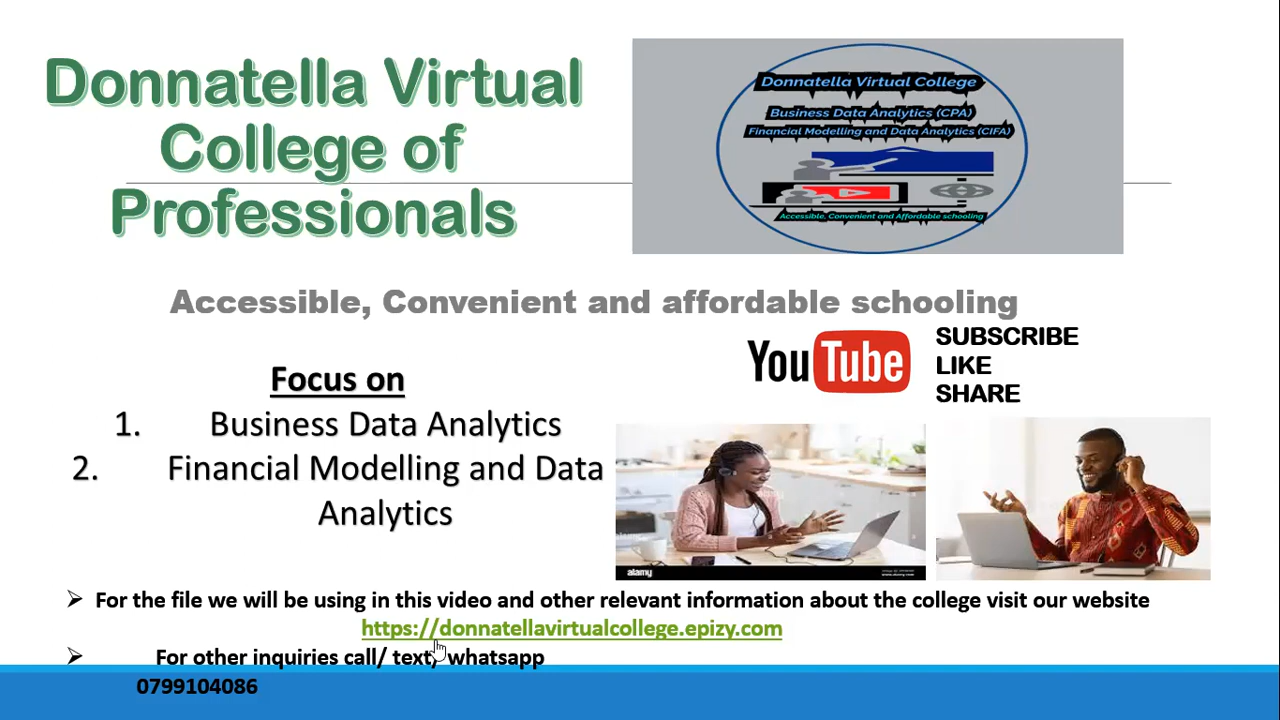 Donnatella Virtual
College of
Professionals
Donnatella Virtual College
Business Data Analytics (CPA)
Financial Modelling and Data Analytics (CIFA)
Accessible, Convenient and Affordable schooling
Accessible, Convenient and affordable schooling
YouTube
SUBSCRIBE
LIKE
SHARE
Focus on
1. Business Data Analytics
2. Financial Modelling and Data
Analytics
alamy
www.alamy.com
➢ For the file we will be using in this video and other relevant information about the college visit our website
https://donnatellavirtualcollege.epizy.com
➢ For other inquiries call/ text/ whatsapp
0799104086